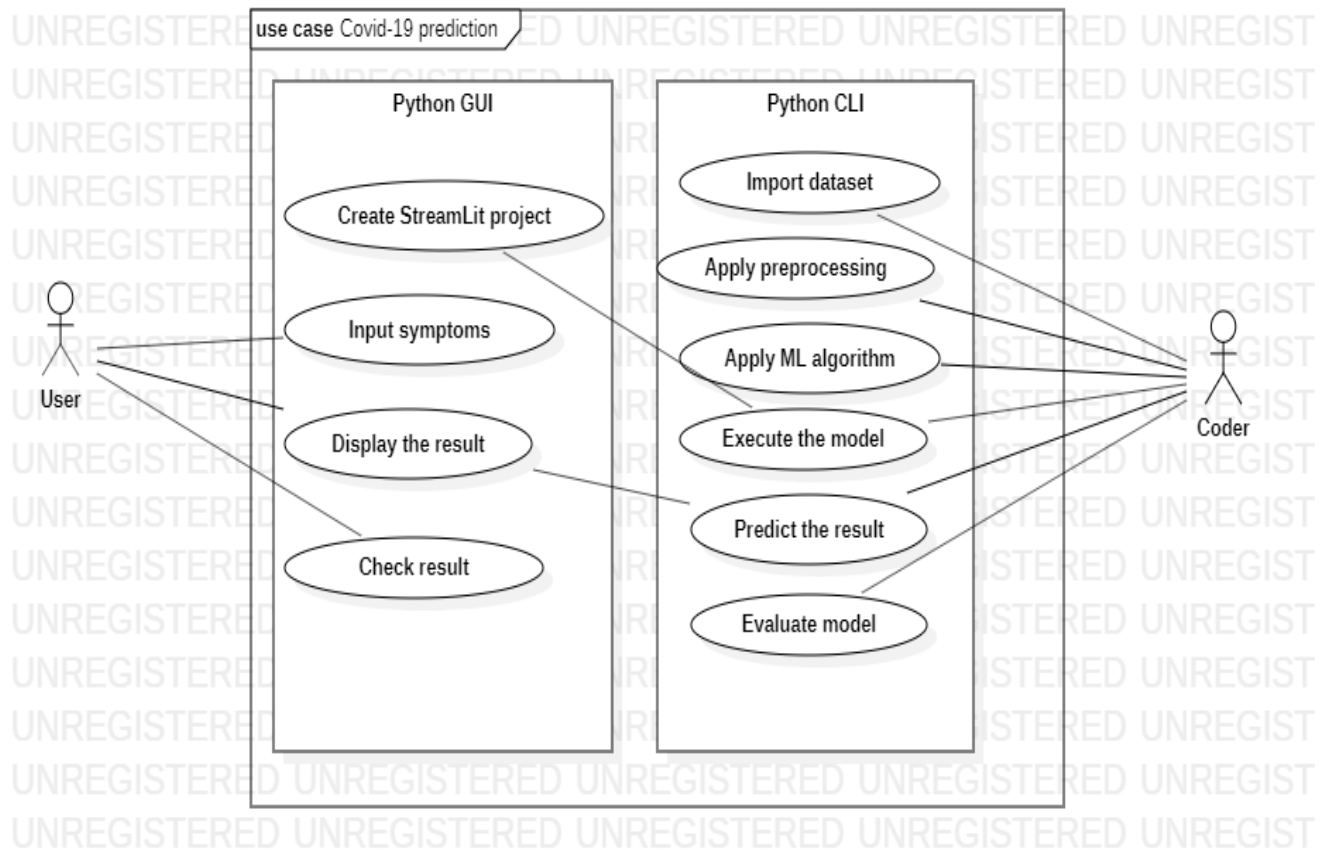 use case Covid-19 prediction
Python GUI
Create StreamLit project
Input symptoms
Display the result
Check result
Python CLI
Import dataset
Apply preprocessing
Apply ML algorithm
Execute the model
Predict the result
Evaluate model
User
Coder
UNREGISTERED UNREGISTERED UNREGISTERED UNREGISTERED UNREGIST